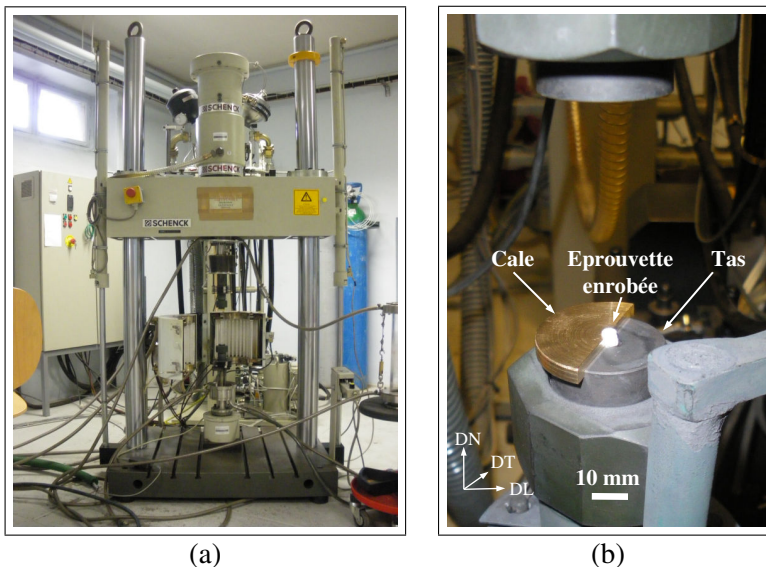 SCHENCK
SCHENCK
SCHENCK
Cale
Eprouvette
enrobée
Tas
DN
DT
DL
10 mm
(a)
(b)